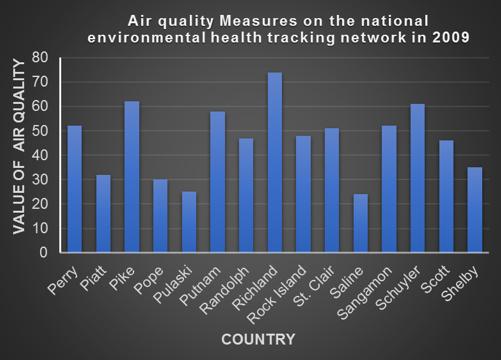 Air quality Measures on the national
environmental health tracking network in 2009
VALUE OF AIR QUALITY
80
70
60
50
40
30
20
10
0
Perry
Piatt
Pike
Pope
Pulaski
Putnam
Randolph
Richland
Rock Island
St. Clair
Saline
Sangamon
Schuyler
Scott
Shelby
COUNTRY